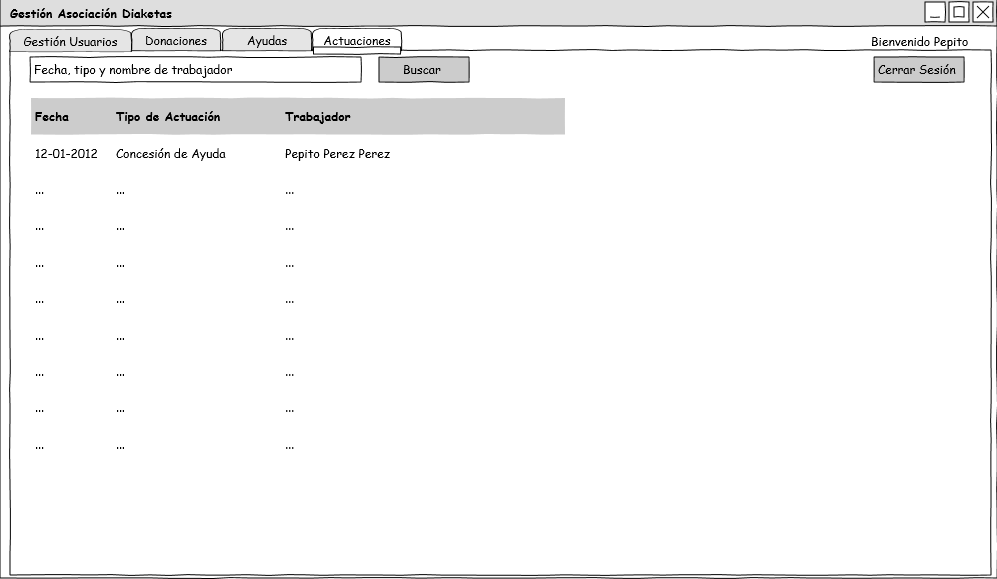 Gestión Asociación Diaketas
Gestión Usuarios Donaciones Ayudas Actuaciones Bienvenido Pepito
Fecha, tipo y nombre de trabajador Buscar Cerrar Sesión
Fecha Tipo de Actuación Trabajador
12-01-2012 Concesión de Ayuda Pepito Perez Perez
... ... ...
... ... ...
... ... ...
... ... ...
... ... ...
... ... ...
... ... ...
... ... ...